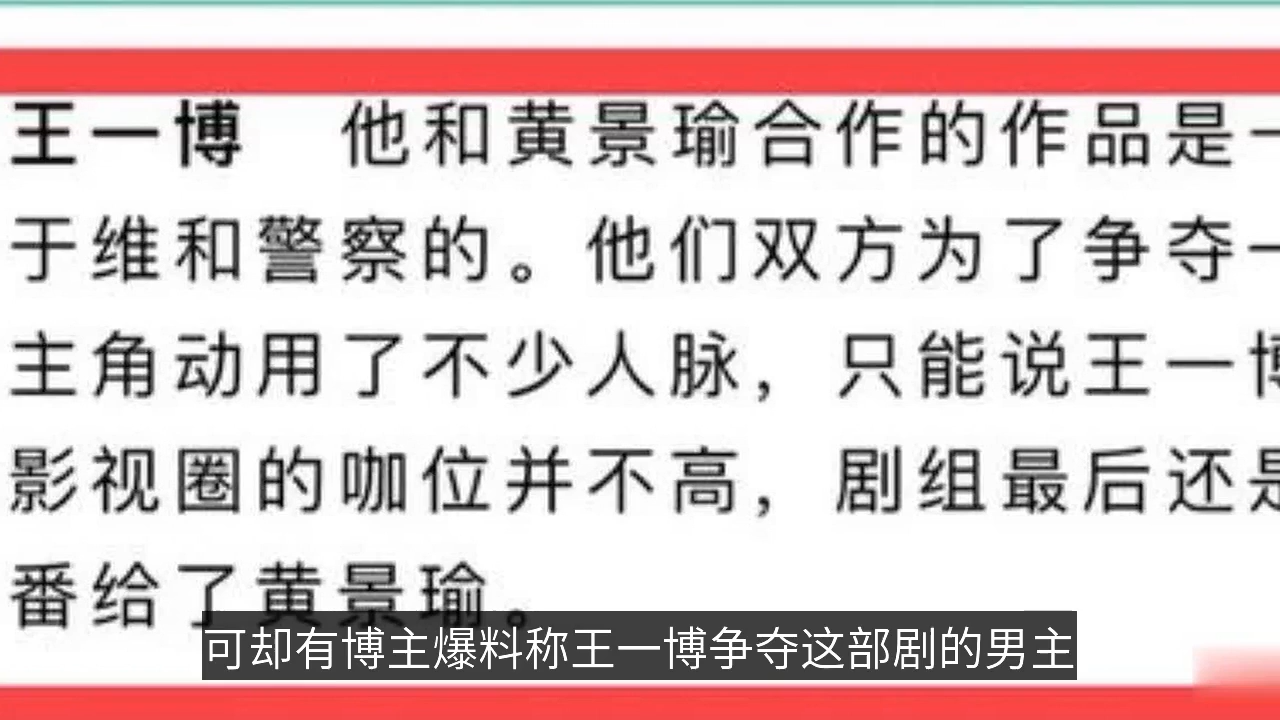 王一博 他和黄景瑜合作的作品是一
于维和警察的。他们双方为了争夺一
主角动用了不少人脉，只能说王一博
影视圈的咖位并不高，剧组最后还是
番给了黄景瑜。
可却有博主爆料称王一博争夺这部剧的男主